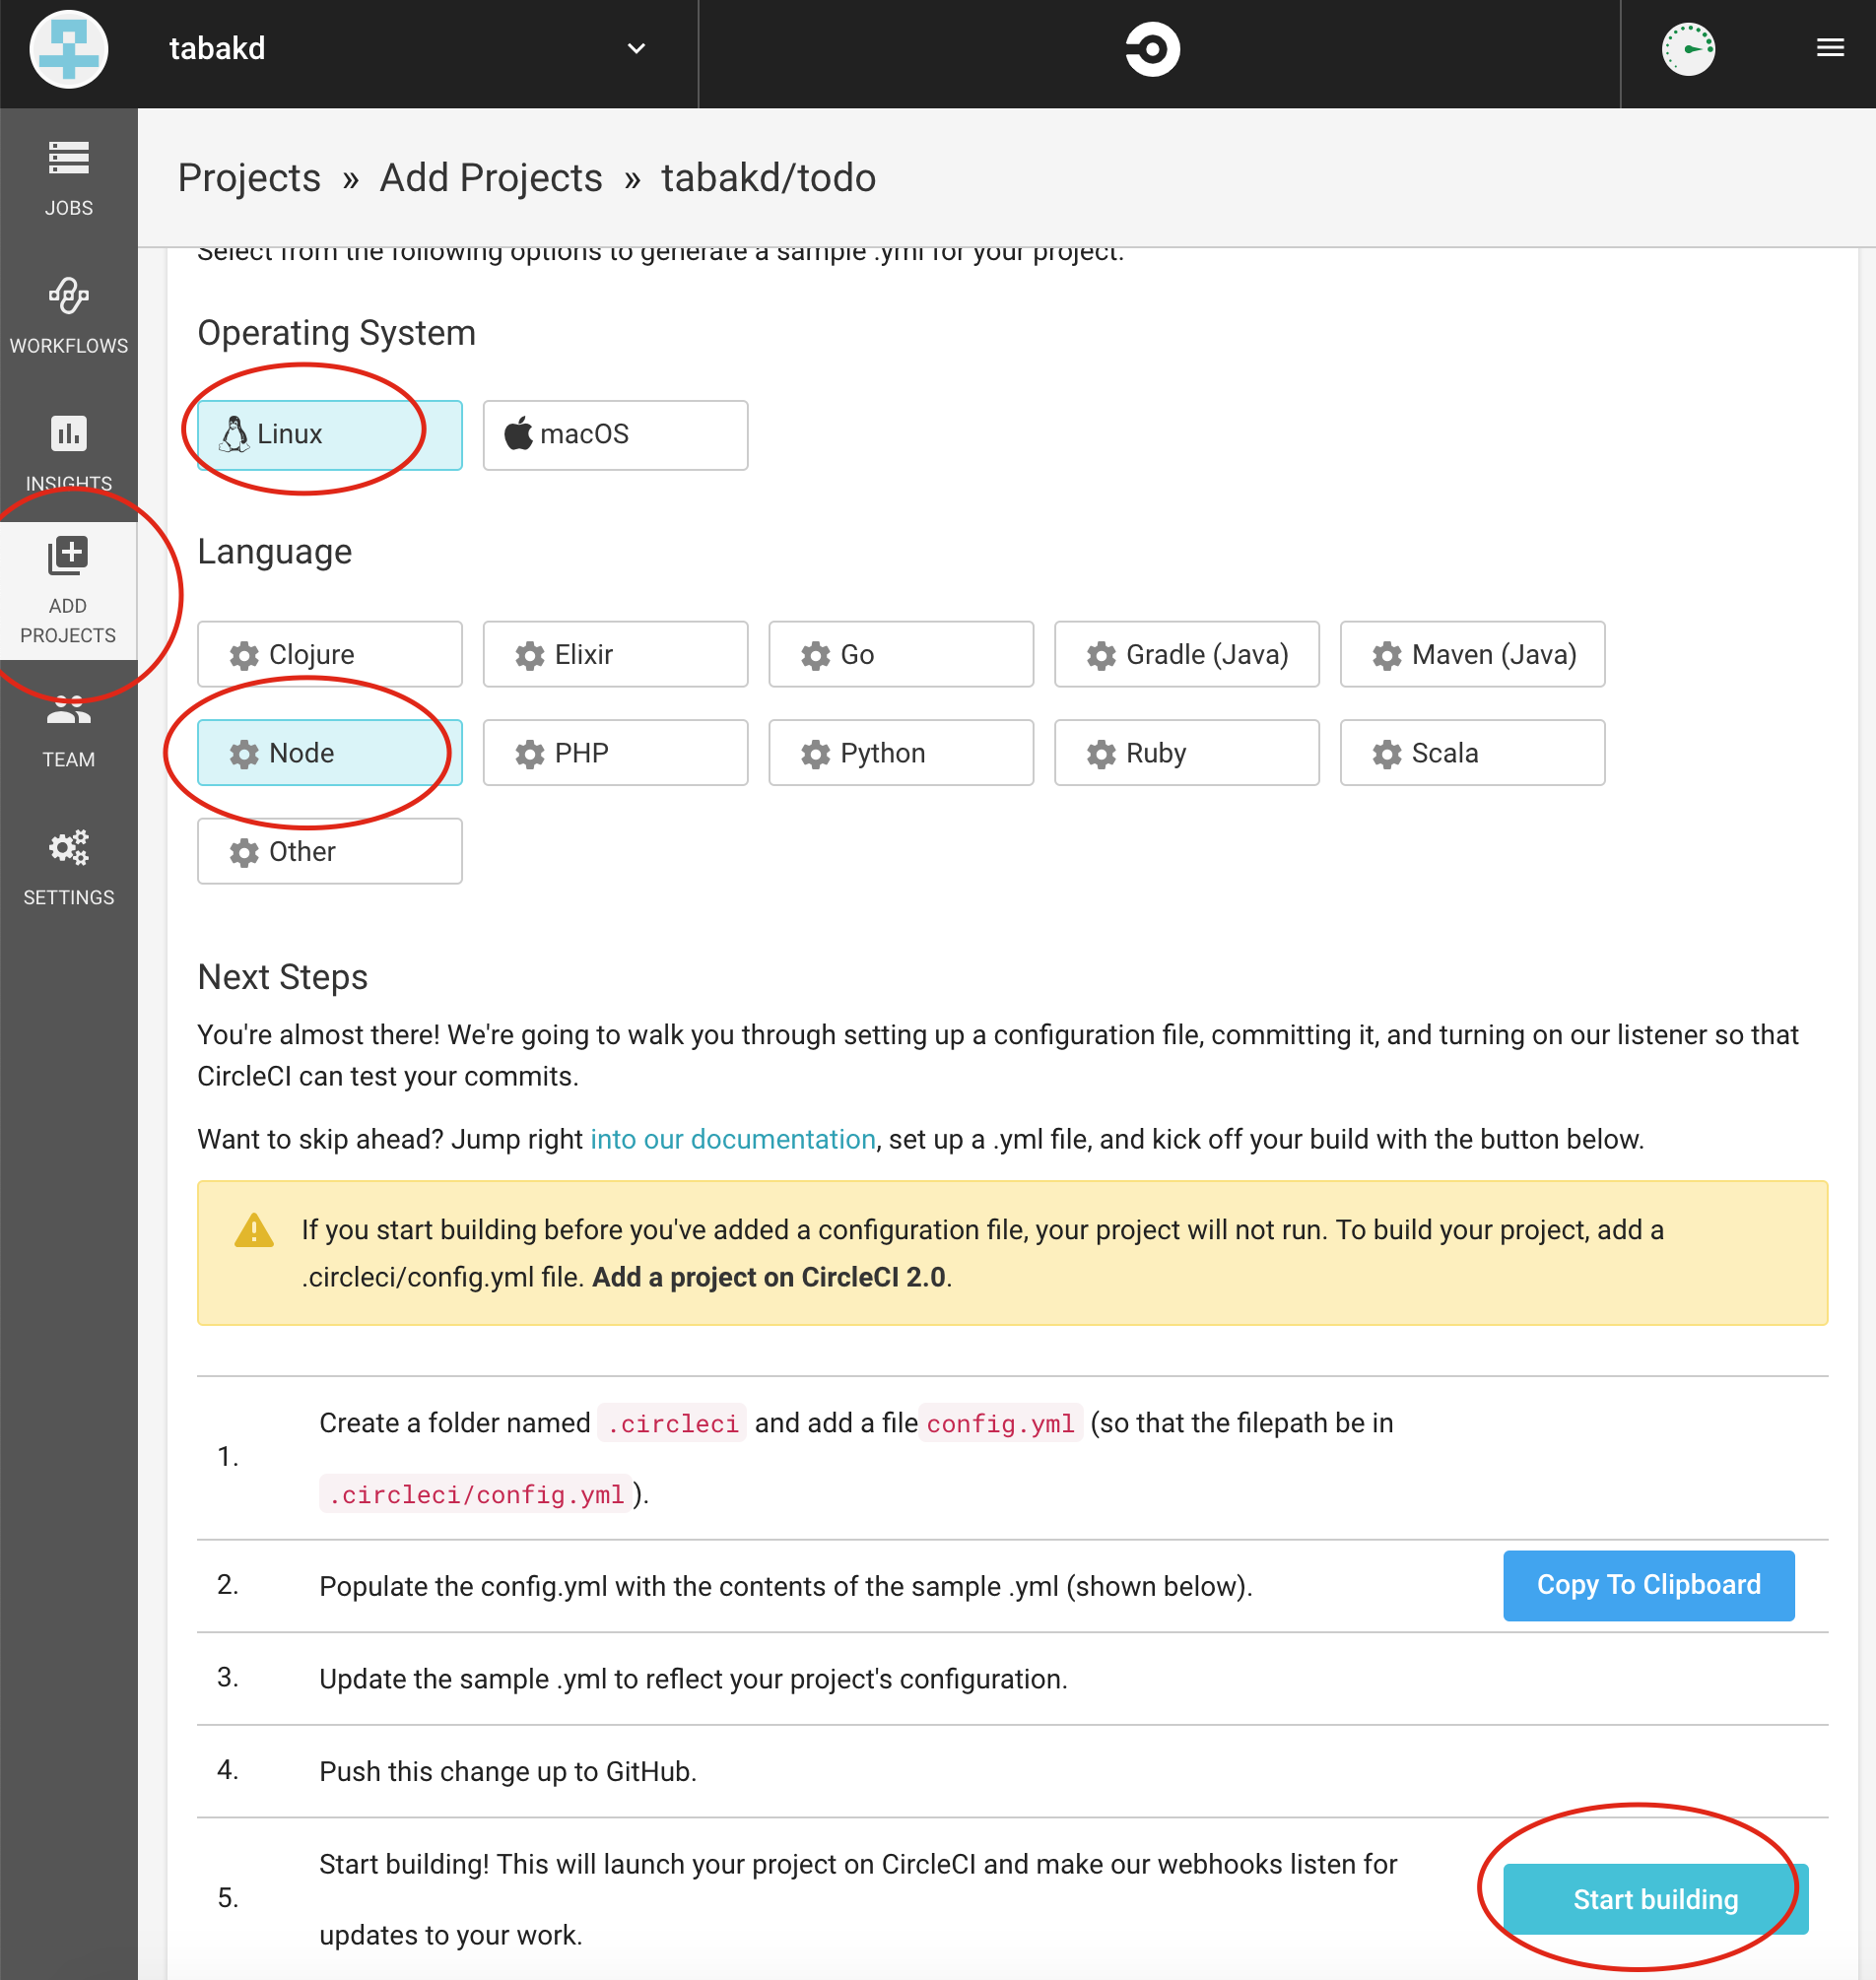 tabakd
JOBS
WORKFLOWS
INSIGHTS
ADD
PROJECTS
TEAM
SETTINGS
Projects » Add Projects » tabakd/todo
Select from the following options to generate a sample .yml for your project.
Operating System
Linux
macOS
Language
Clojure
Elixir
Go
Gradle (Java)
Maven (Java)
Node
PHP
Python
Ruby
Scala
Other
Next Steps
You're almost there! We're going to walk you through setting up a configuration file, committing it, and turning on our listener so that
CircleCI can test your commits.
Want to skip ahead? Jump right into our documentation, set up a .yml file, and kick off your build with the button below.
If you start building before you've added a configuration file, your project will not run. To build your project, add a
.circleci/config.yml file. Add a project on CircleCI 2.0.
1.
Create a folder named .circleci and add a file config.yml (so that the filepath be in
.circleci/config.yml ).
2.
Populate the config.yml with the contents of the sample .yml (shown below).
Copy To Clipboard
3.
Update the sample .yml to reflect your project's configuration.
4.
Push this change up to GitHub.
5.
Start building! This will launch your project on CircleCI and make our webhooks listen for
updates to your work.
Start building